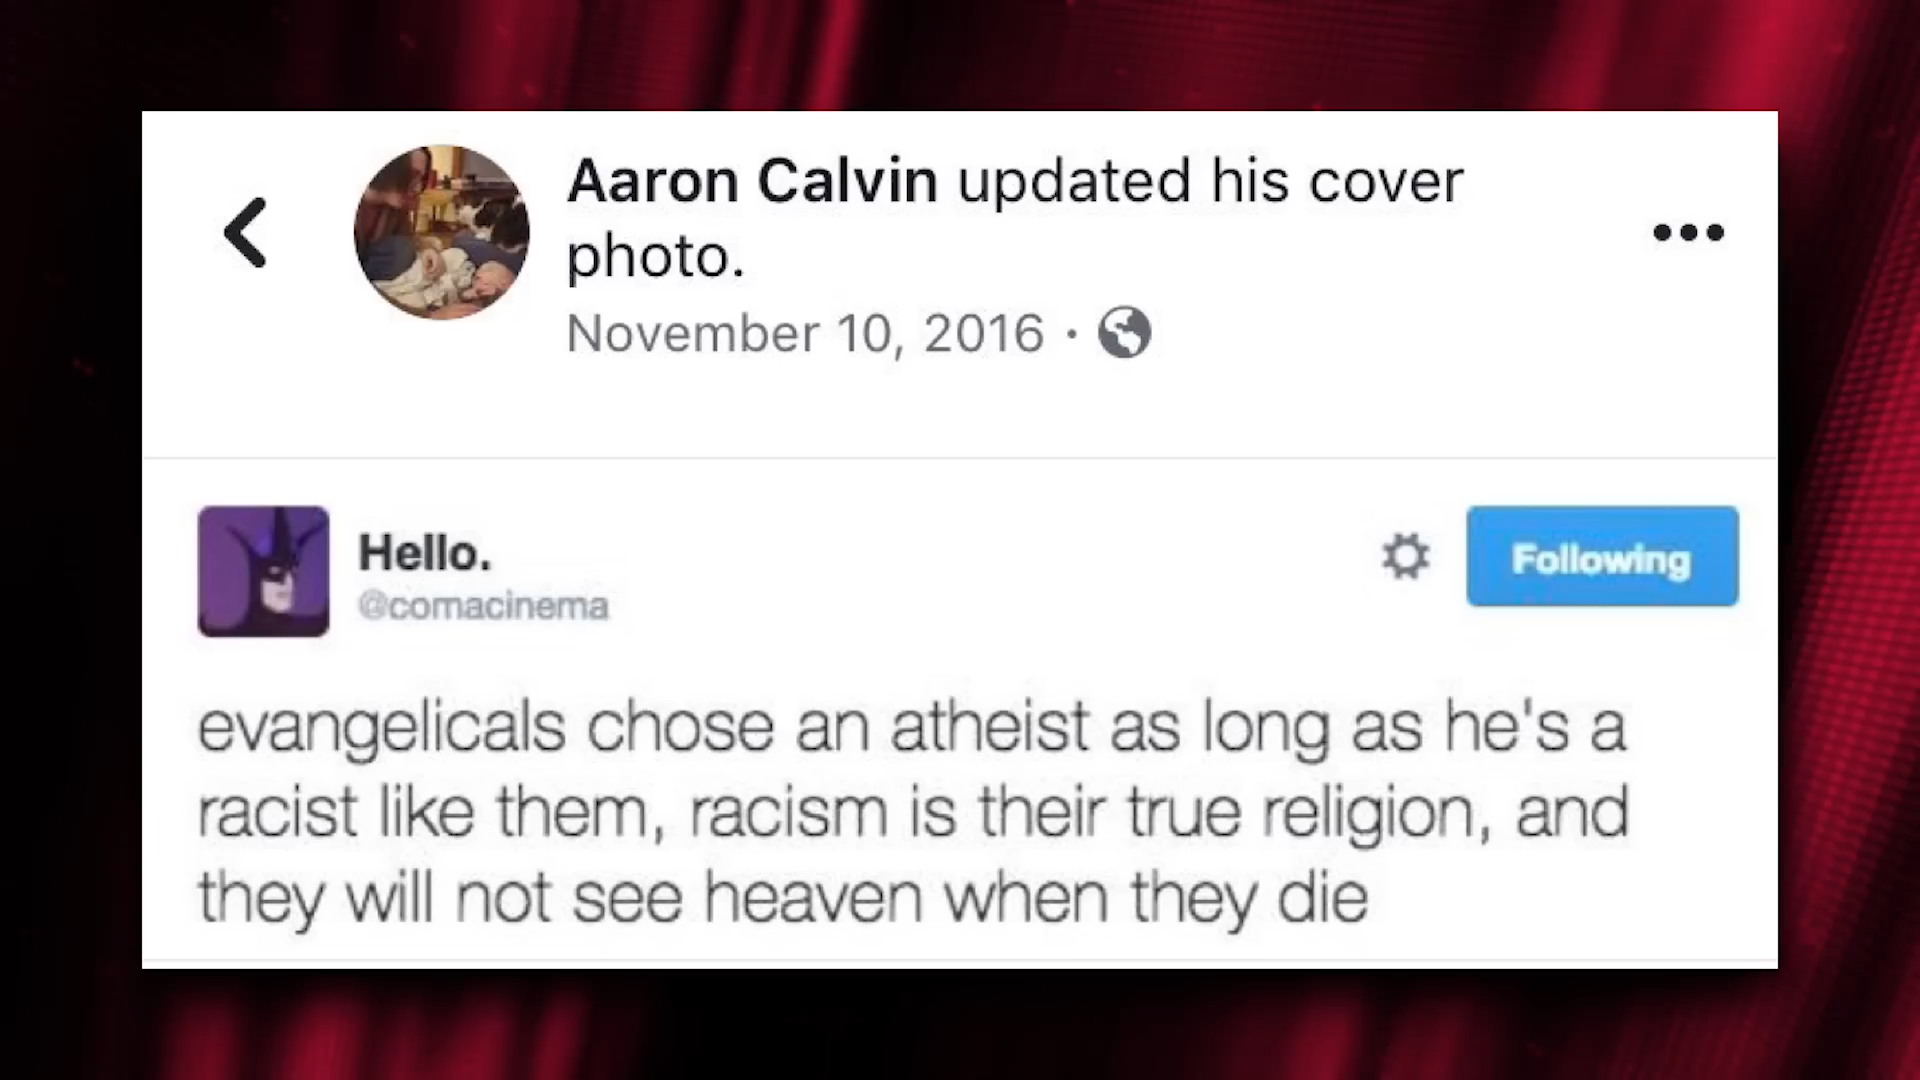 Aaron Calvin updated his cover
photo.
November 10, 2016 ·
Hello.
@comacinema
Following
evangelicals chose an atheist as long as he's a
racist like them, racism is their true religion, and
they will not see heaven when they die